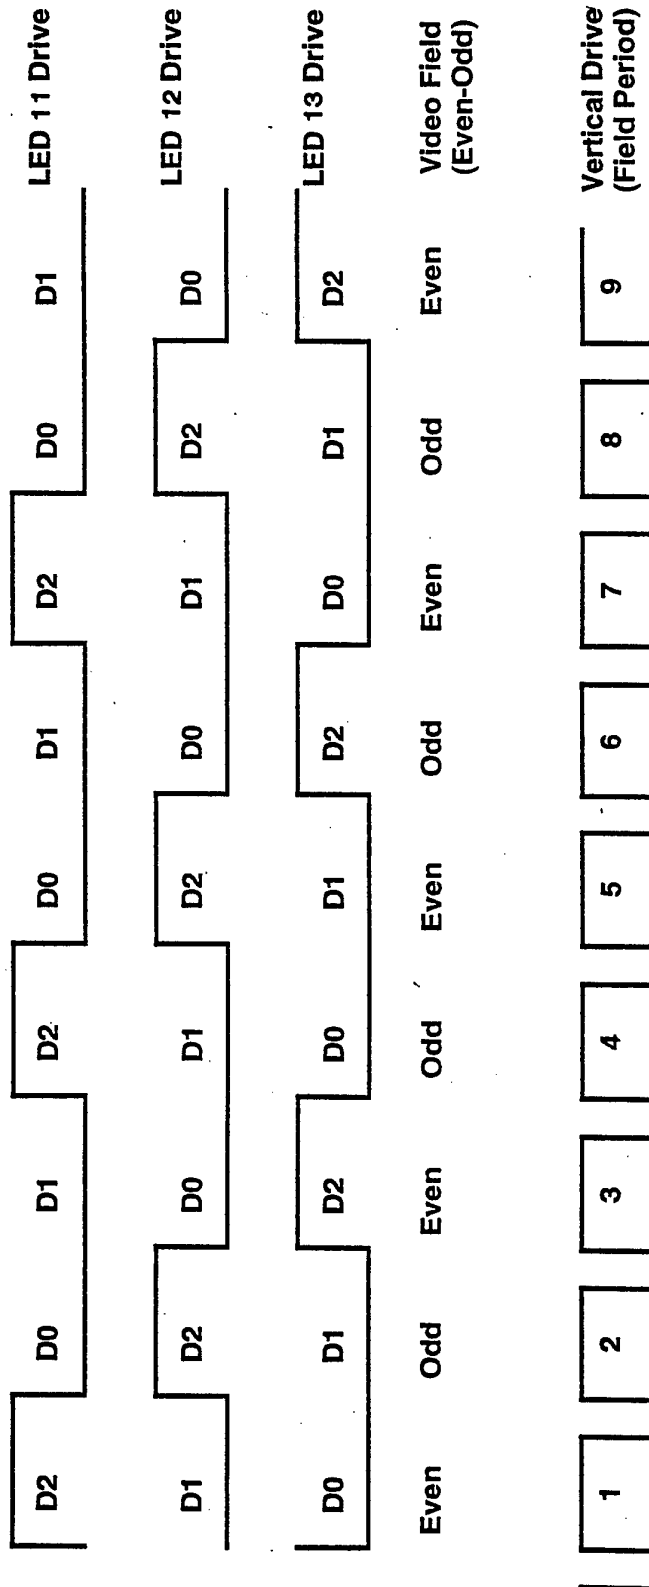 D2 D0 D1 D2 D0 D1 D2 D0 D1 LED 11 Drive
D1 D2 D0 D1 D2 D0 D1 D2 D0 LED 12 Drive
D0 D1 D2 D0 D1 D2 D0 D1 D2 LED 13 Drive
Even Odd Even Odd Even Odd Even Odd Even Video Field
(Even-Odd)
1 2 3 4 5 6 7 8 9 Vertical Drive
(Field Period)